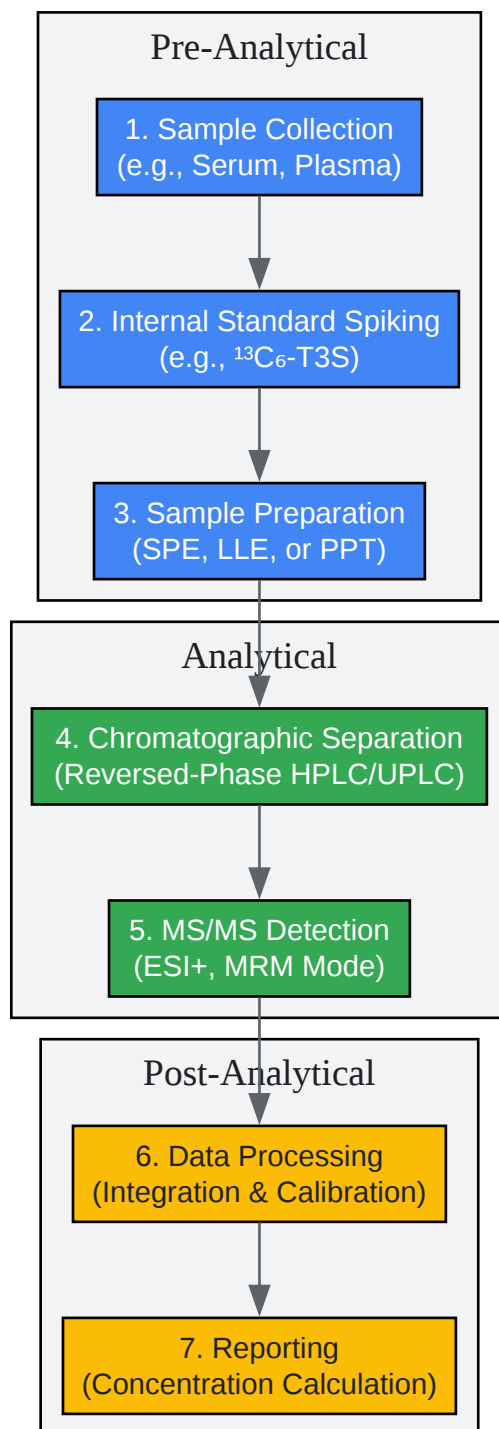 Pre-Analytical
1. Sample Collection
(e.g., Serum, Plasma)
2. Internal Standard Spiking
(e.g., ¹³C₆-T3S)
3. Sample Preparation
(SPE, LLE, or PPT)
Analytical
4. Chromatographic Separation
(Reversed-Phase HPLC/UPLC)
5. MS/MS Detection
(ESI+, MRM Mode)
Post-Analytical
6. Data Processing
(Integration & Calibration)
7. Reporting
(Concentration Calculation)